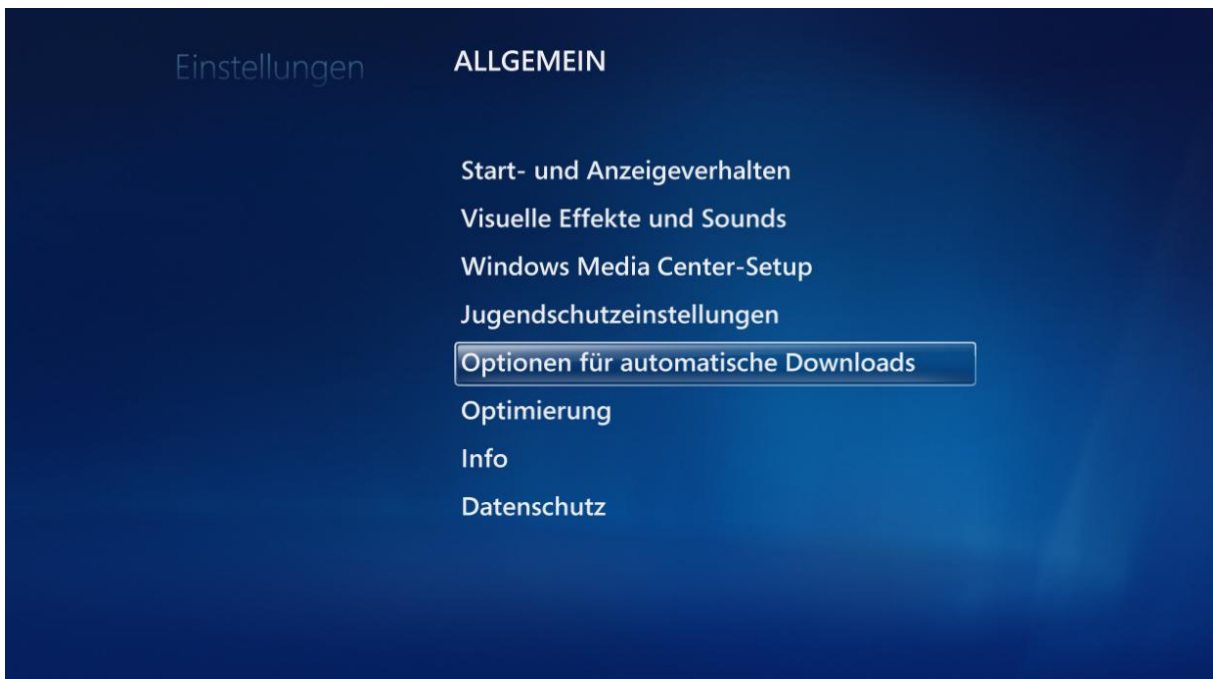 Einstellungen
ALLGEMEIN
Start- und Anzeigeverhalten
Visuelle Effekte und Sounds
Windows Media Center-Setup
Jugendschutzeinstellungen
Optionen für automatische Downloads
Optimierung
Info
Datenschutz